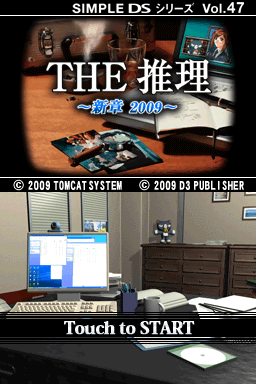 SIMPLE DS シリーズ Vol.47
THE 推理
～新章 2009～
© 2009 TOMCAT SYSTEM © 2009 D3 PUBLISHER
Touch to START